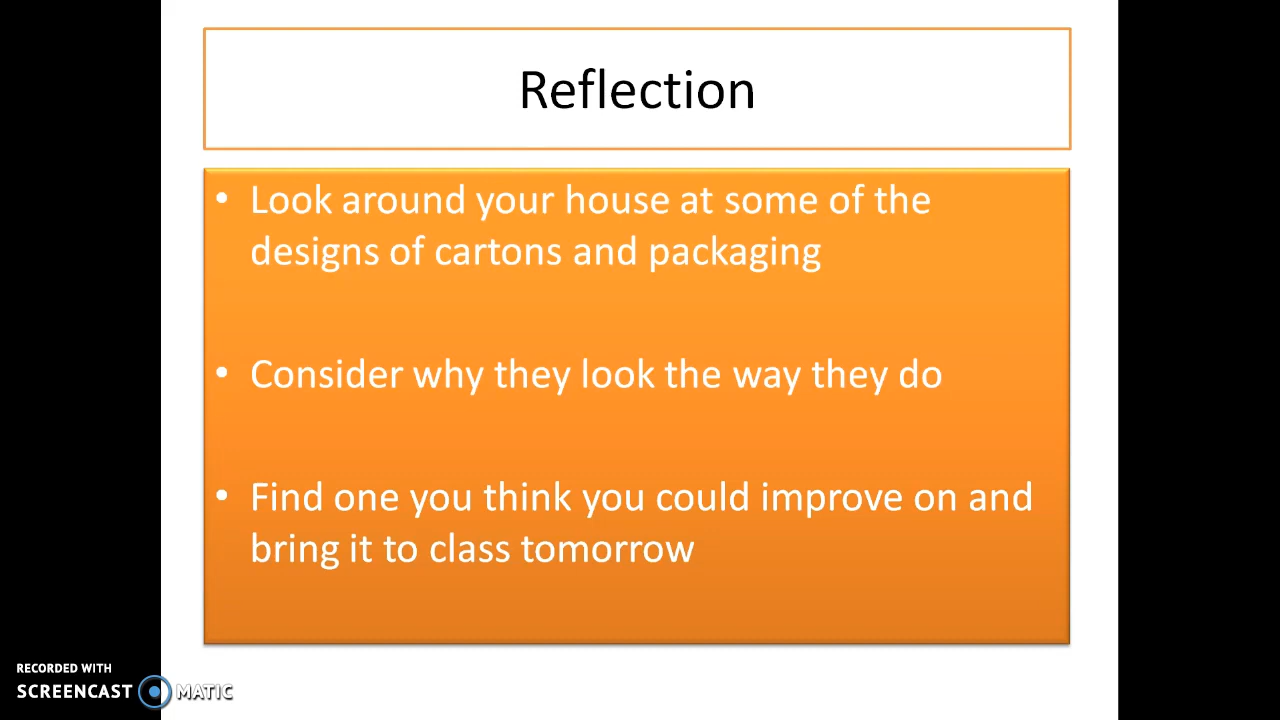 Reflection
• Look around your house at some of the
designs of cartons and packaging
• Consider why they look the way they do
• Find one you think you could improve on and
bring it to class tomorrow
RECORDED WITH
SCREENCAST MATIC